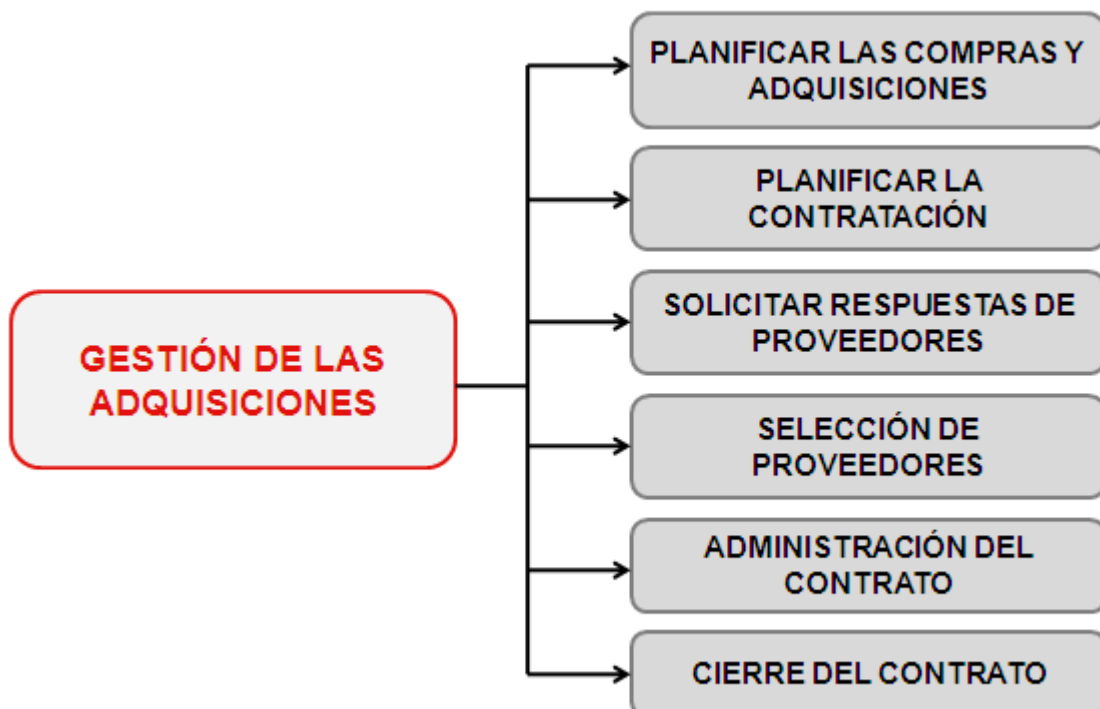 PLANIFICAR LAS COMPRAS Y
ADQUISICIONES
PLANIFICAR LA
CONTRATACIÓN
SOLICITAR RESPUESTAS DE
PROVEEDORES
GESTIÓN DE LAS
ADQUISICIONES
SELECCIÓN DE
PROVEEDORES
ADMINISTRACIÓN DEL
CONTRATO
CIERRE DEL CONTRATO